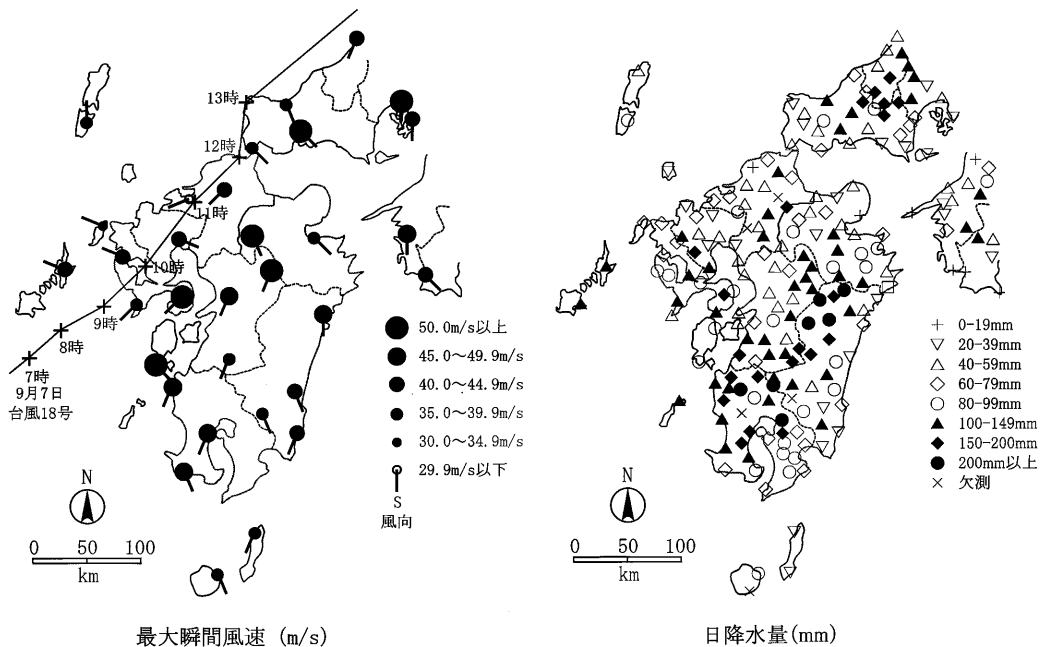 13時
12時
11時
10時
9時
8時
7時
9月7日
台風18号
50.0m/s以上
45.0～49.9m/s
40.0～44.9m/s
35.0～39.9m/s
30.0～34.9m/s
29.9m/s以下
S
風向
N
0 50 100
km
最大瞬間風速 (m/s)
0-19mm
20-39mm
40-59mm
60-79mm
80-99mm
100-149mm
150-200mm
200mm以上
欠測
N
0 50 100
km
日降水量(mm)